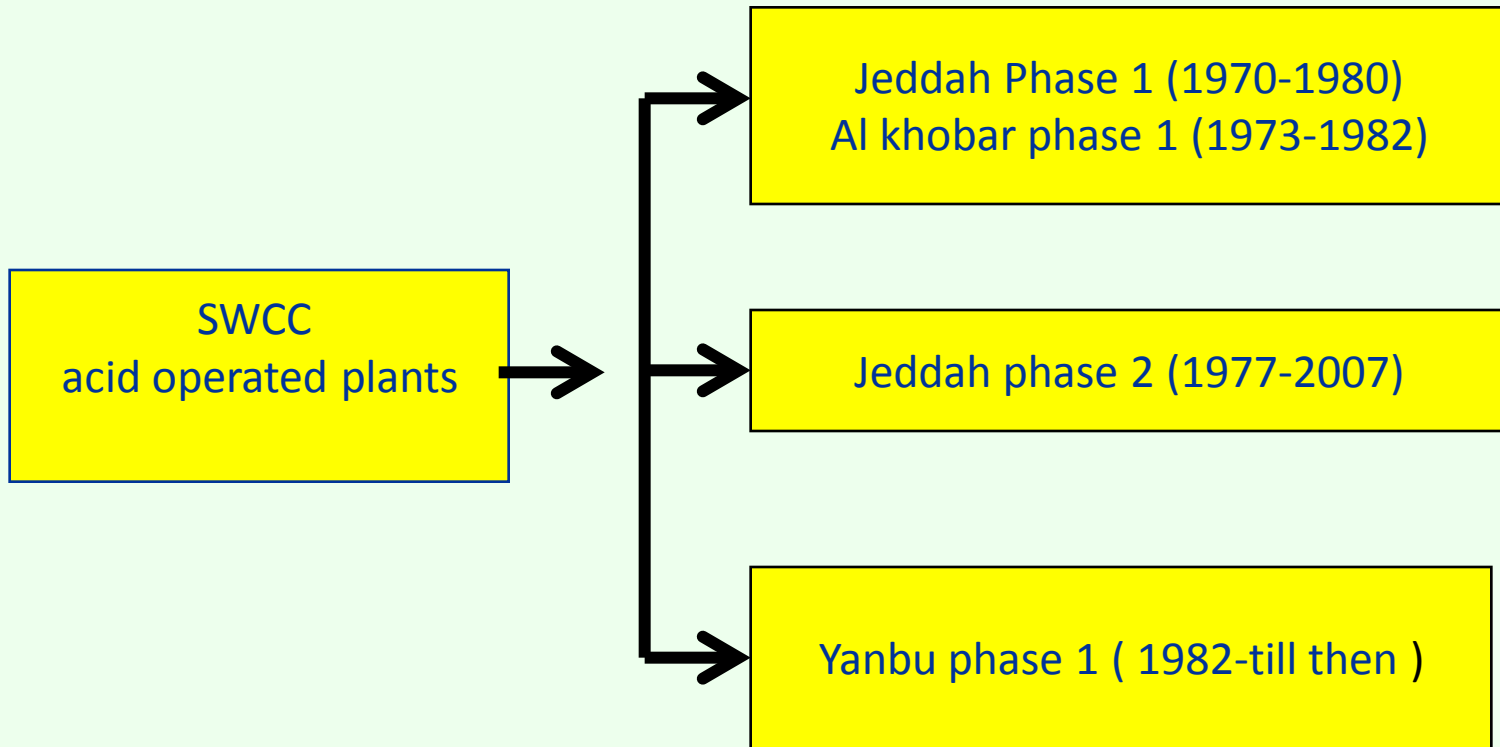 SWCC
acid operated plants
Jeddah Phase 1 (1970-1980)
Al khobar phase 1 (1973-1982)
Jeddah phase 2 (1977-2007)
Yanbu phase 1 ( 1982-till then )